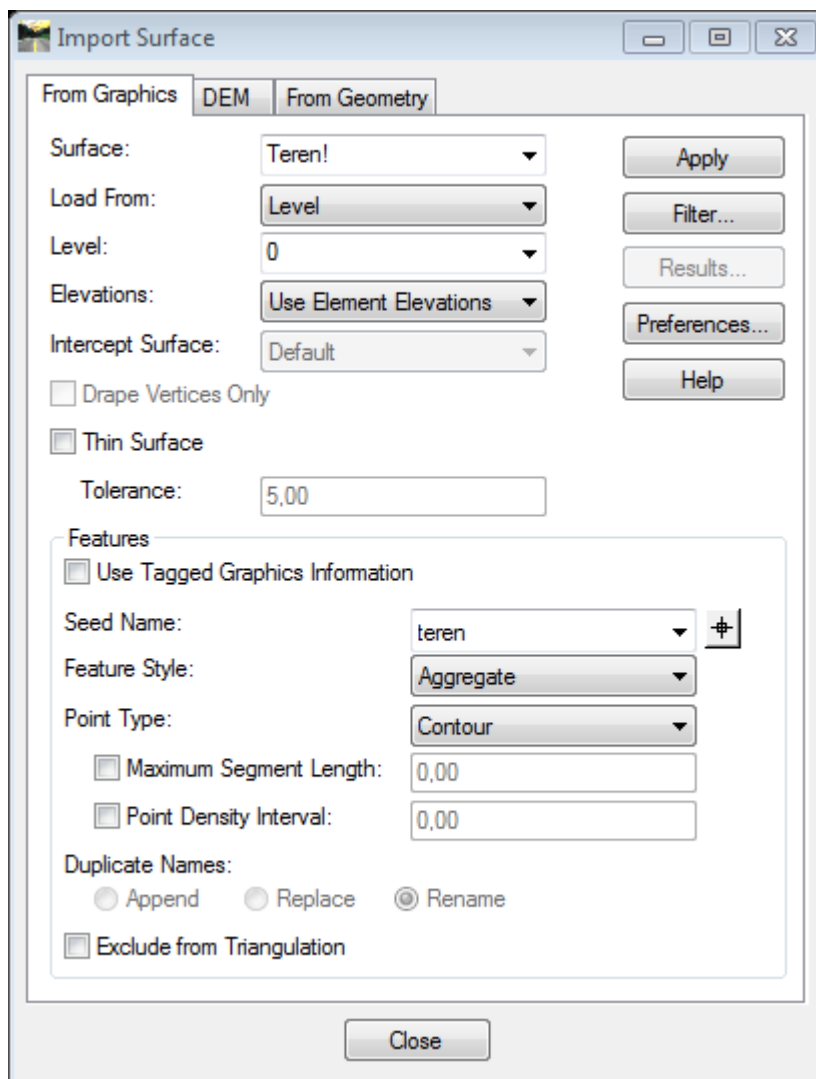 Import Surface
From Graphics DEM From Geometry
Surface: Teren! Apply
Load From: Level Filter...
Level: 0 Results...
Elevations: Use Element Elevations Preferences...
Intercept Surface: Default Help
Drape Vertices Only
Thin Surface
Tolerance: 5,00
Features
Use Tagged Graphics Information
Seed Name: teren
Feature Style: Aggregate
Point Type: Contour
Maximum Segment Length: 0,00
Point Density Interval: 0,00
Duplicate Names:
Append Replace Rename
Exclude from Triangulation
Close